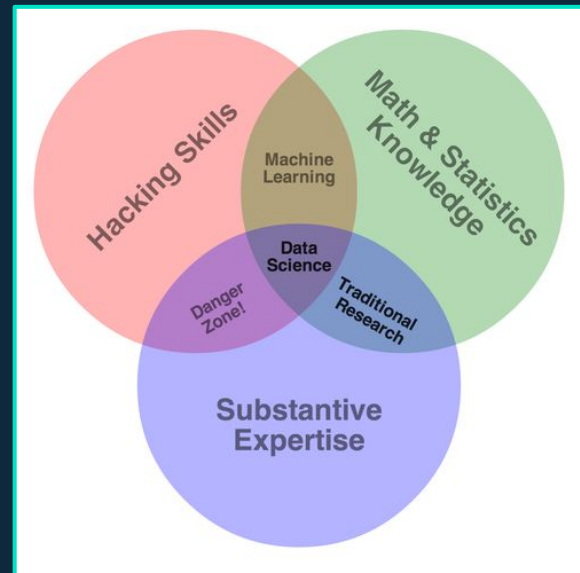 Hacking Skills
Math & Statistics
Knowledge
Machine
Learning
Data
Science
Danger
Zone!
Traditional
Research
Substantive
Expertise